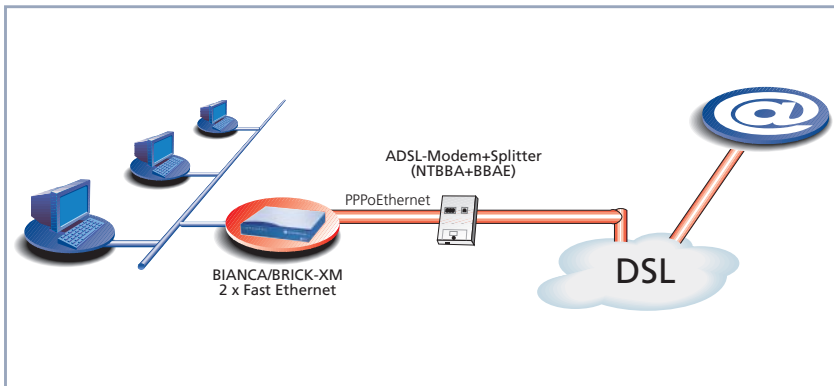 ADSL-Modem+Splitter
(NTBBA+BBAE)
PPPoEthernet
BIANCA/BRICK-XM
2 x Fast Ethernet
DSL
@